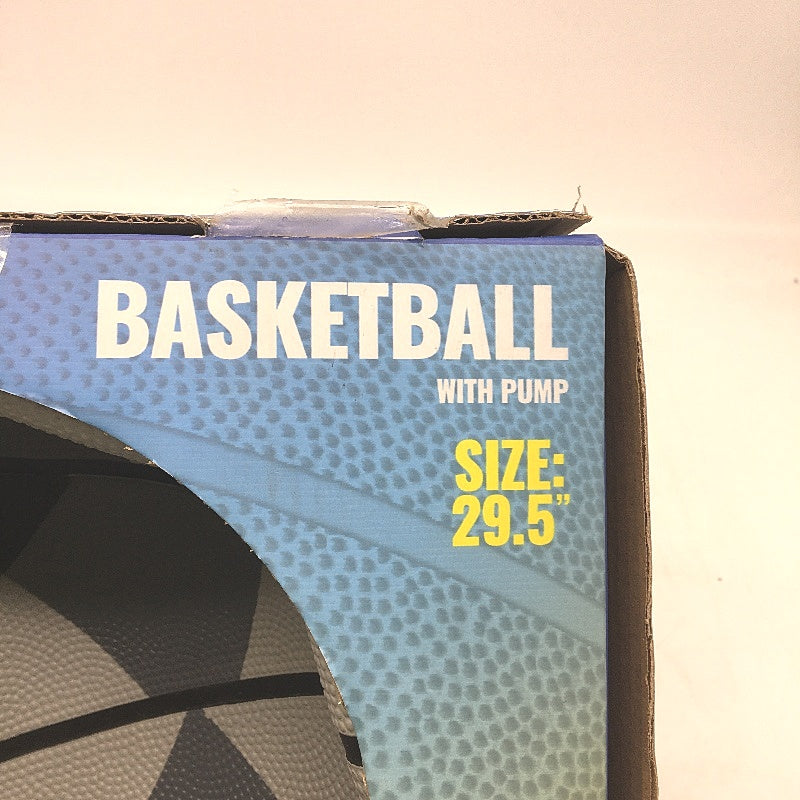 BASKETBALL
WITH PUMP
SIZE:
29.5”